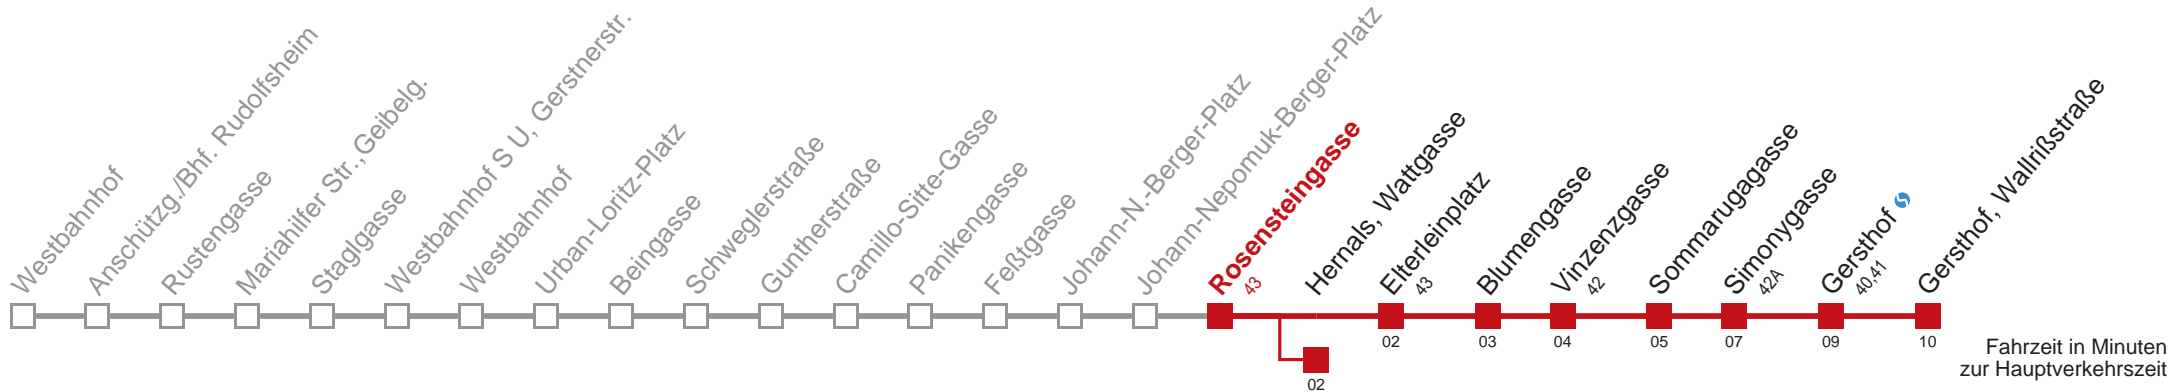 Westbahnhof
Anschützg./Bhf. Rudolfsheim
Rustengasse
Mariahilfer Str.,Geibelg.
Staglgasse
Westbahnhof S U, Gerstnerstr.
Westbahnhof
Urban-Loritz-Platz
Beingasse
Schweglerstraße
Guntherstraße
Camillo-Sitte-Gasse
Panikengasse
Feßtgasse
Johann-N.-Berger-Platz
Johann-Nepomuk-Berger-Platz
Rosensteingasse
43
Hernals, Wattgasse
02
Elterleinplatz
43
02
Blumengasse
03
Vinzenzgasse
42
04
Sommarugagasse
05
Simonygasse
42A
07
Gersthof
40,41
09
Gersthof, Wallrißstraße
10
Fahrzeit in Minuten
zur Hauptverkehrszeit